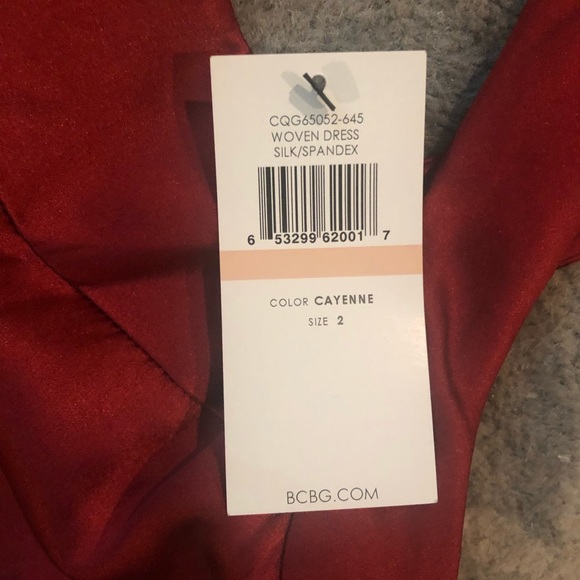 CQG65052-645
WOVEN DRESS
SILK/SPANDEX
6 53299 62001 7
COLOR CAYENNE
SIZE 2
BCBG.COM